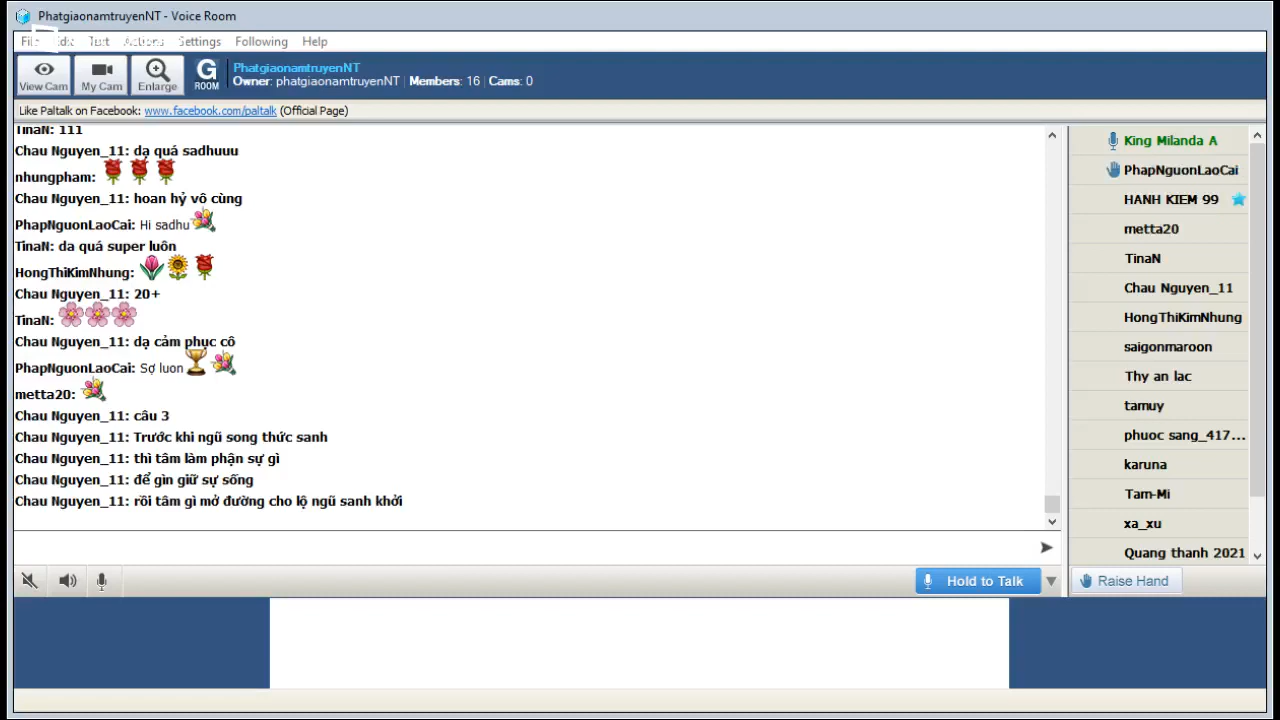 PhatgiaonamtruyenNT - Voice Room
Text Actions Settings Following Help
View Cam
My Cam
Enlarge
G
ROOM
PhatgiaonamtruyenNT
Owner: phatgiaonamtruyenNT | Members: 16 | Cams: 0
Like Paltalk on Facebook: www.facebook.com/paltalk (Official Page)
TinaN: 111
Chau Nguyen_11: dạ quá sadhuuu
nhungpham:
Chau Nguyen_11: hoan hỷ vô cùng
PhapNguonLaoCai: Hi sadhu
TinaN: da quá super luôn
HongThiKimNhung:
Chau Nguyen_11: 20+
TinaN:
Chau Nguyen_11: dạ cảm phục cô
PhapNguonLaoCai: Sợ luon
metta20:
Chau Nguyen_11: câu 3
Chau Nguyen_11: Trước khi ngũ song thức sanh
Chau Nguyen_11: thì tâm làm phận sự gì
Chau Nguyen_11: để gìn giữ sự sống
Chau Nguyen_11: rồi tâm gì mở đường cho lộ ngũ sanh khởi
King Milanda A
PhapNguonLaoCai
HANH KIEM 99
metta20
TinaN
Chau Nguyen_11
HongThiKimNhung
saigonmaroon
Thy an lac
tamuy
phuoc sang_417...
karuna
Tam-Mi
xa_xu
Quang thanh 2021
Hold to Talk
Raise Hand